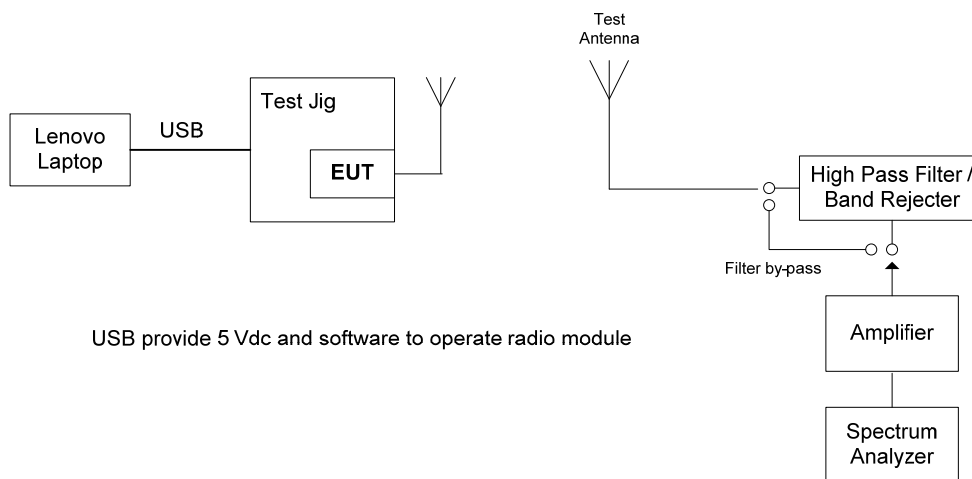 Test
Antenna
Test Jig
Lenovo
Laptop
USB
EUT
High Pass Filter /
Band Rejecter
Filter by-pass
Amplifier
USB provide 5 Vdc and software to operate radio module
Spectrum
Analyzer